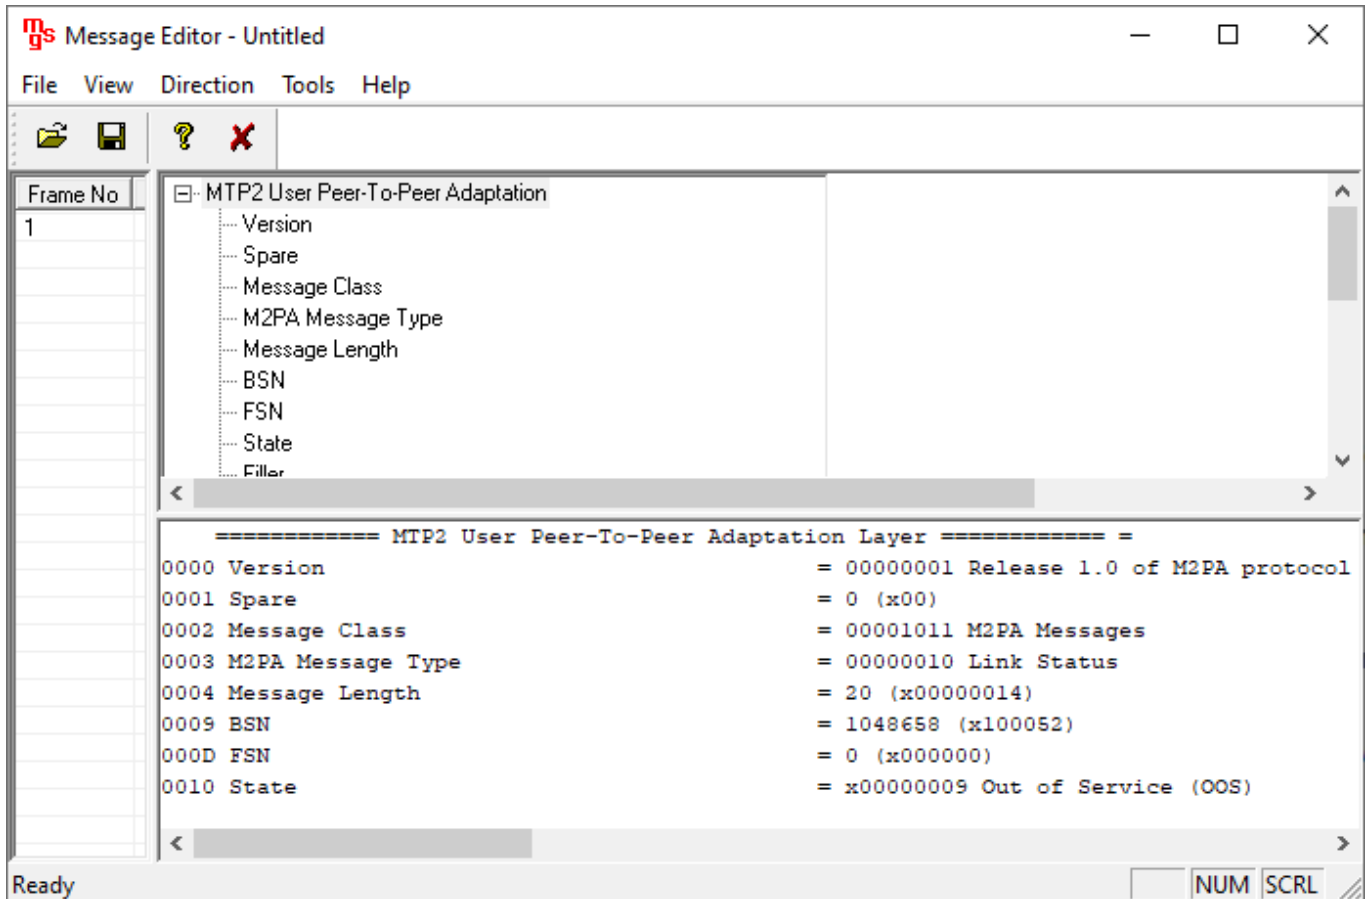 msg Message Editor - Untitled
File View Direction Tools Help
Frame No
1
MTP2 User Peer-To-Peer Adaptation
Version
Spare
Message Class
M2PA Message Type
Message Length
BSN
FSN
State
Filler
============ MTP2 User Peer-To-Peer Adaptation Layer ============ =
0000 Version = 00000001 Release 1.0 of M2PA protocol
0001 Spare = 0 (x00)
0002 Message Class = 00001011 M2PA Messages
0003 M2PA Message Type = 00000010 Link Status
0004 Message Length = 20 (x00000014)
0009 BSN = 1048658 (x100052)
000D FSN = 0 (x000000)
0010 State = x00000009 Out of Service (OOS)
Ready NUM SCRL